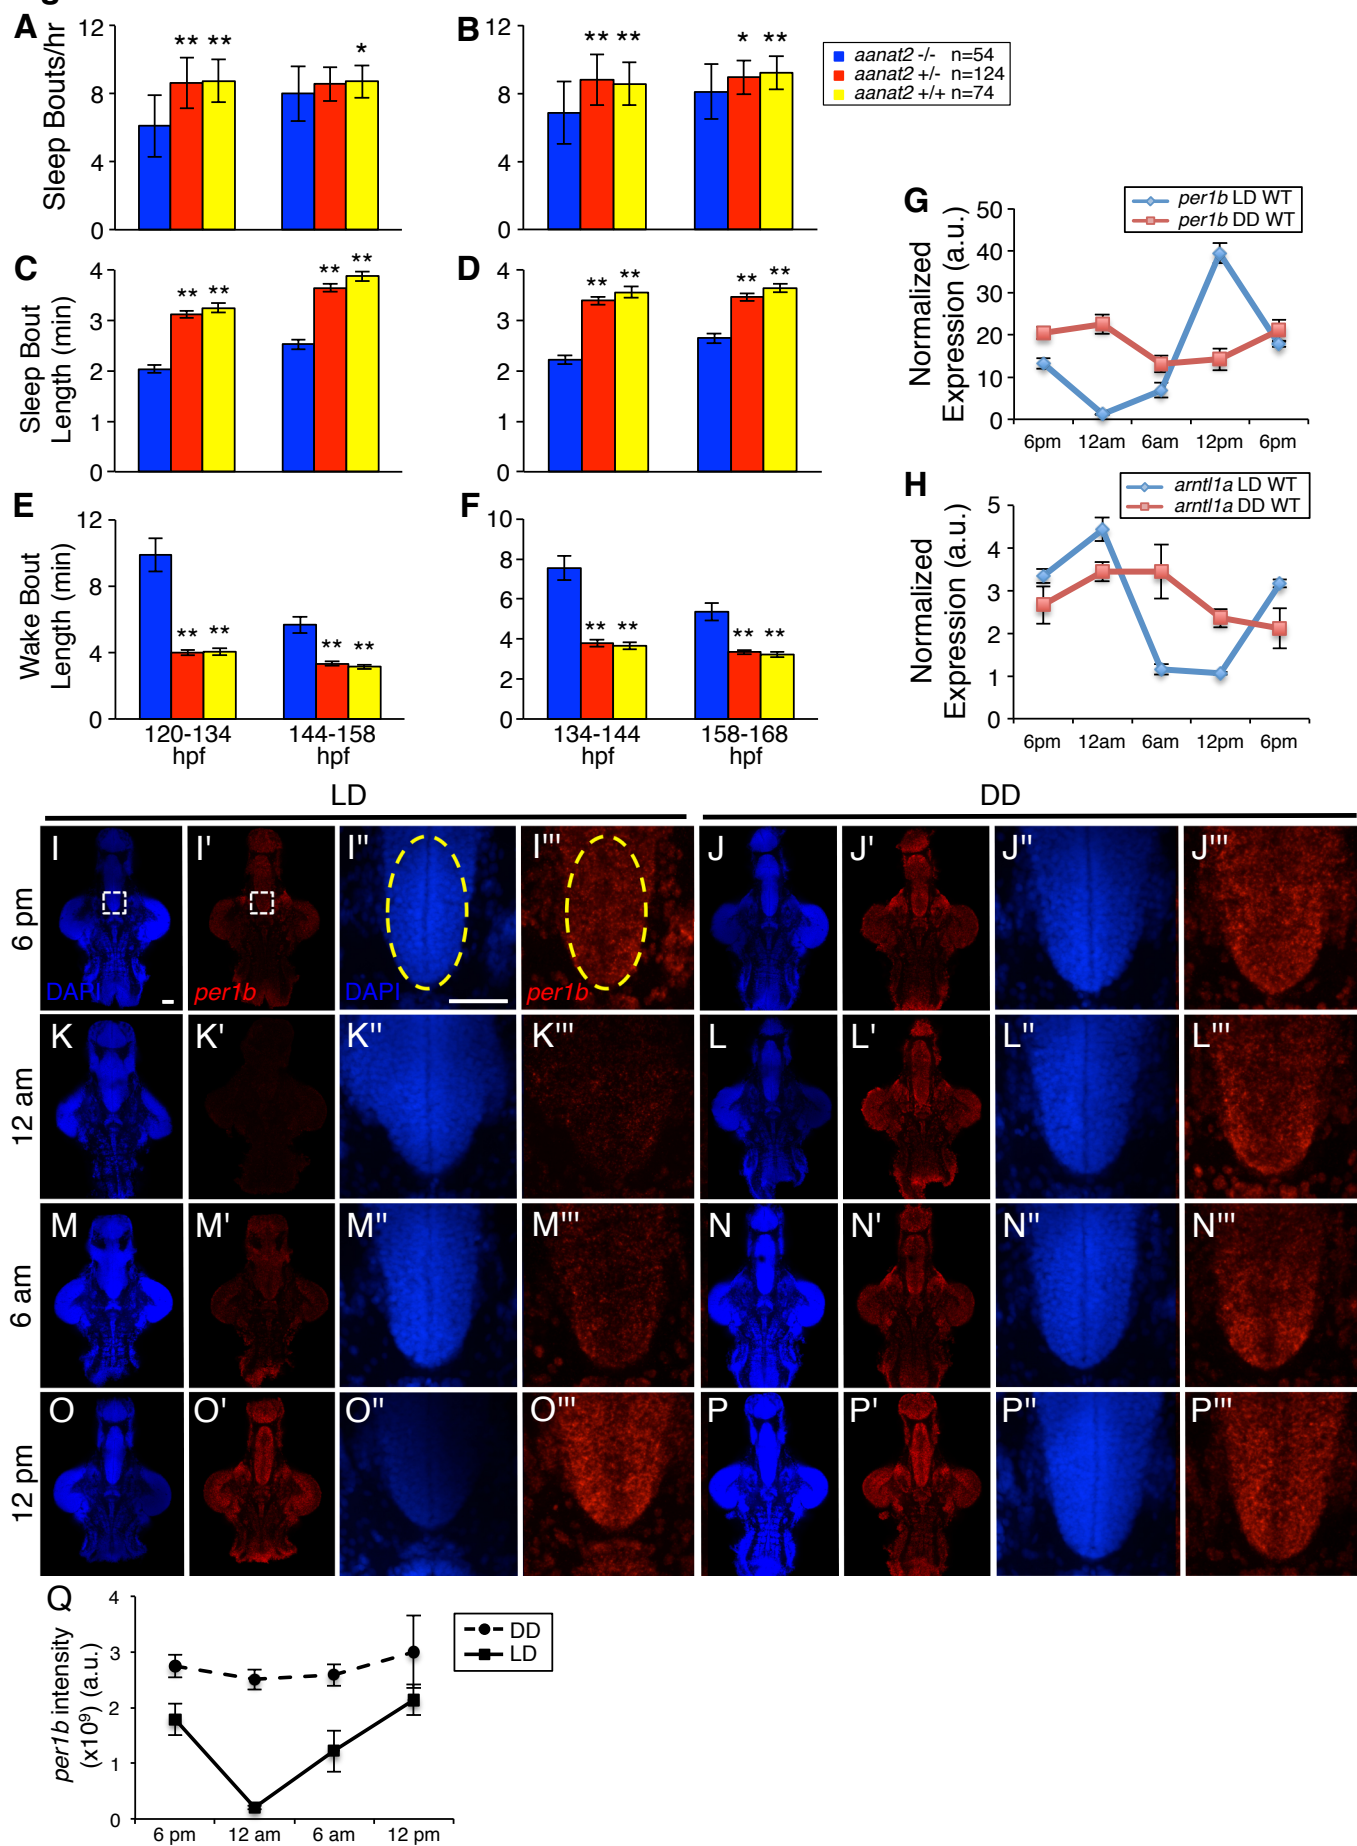 A
Sleep Bouts/hr
12
8
4
0
** **
*
B
12
8
4
0
** **
* **
aanat2 -/- n=54
aanat2 +/- n=124
aanat2 +/+ n=74
C
Sleep Bout
Length (min)
4
3
2
1
0
** **
** **
D
4
3
2
1
0
** **
** **
E
Wake Bout
Length (min)
12
8
4
0
** **
** **
120-134
hpf
144-158
hpf
F
10
8
6
4
2
0
** **
** **
134-144
hpf
158-168
hpf
G
Normalized
Expression (a.u.)
50
40
30
20
10
0
per1b LD WT
per1b DD WT
6pm 12am 6am 12pm 6pm
H
Normalized
Expression (a.u.)
5
4
3
2
1
0
arntl1a LD WT
arntl1a DD WT
6pm 12am 6am 12pm 6pm
LD
DD
6 pm
I I' I'' I''' J J' J'' J'''
DAPI per1b DAPI per1b
12 am
K K' K'' K''' L L' L'' L'''
6 am
M M' M'' M''' N N' N'' N'''
12 pm
O O' O'' O''' P P' P'' P'''
Q
per1b intensity
(x10⁹) (a.u.)
4
3
2
1
0
DD
LD
6 pm 12 am 6 am 12 pm